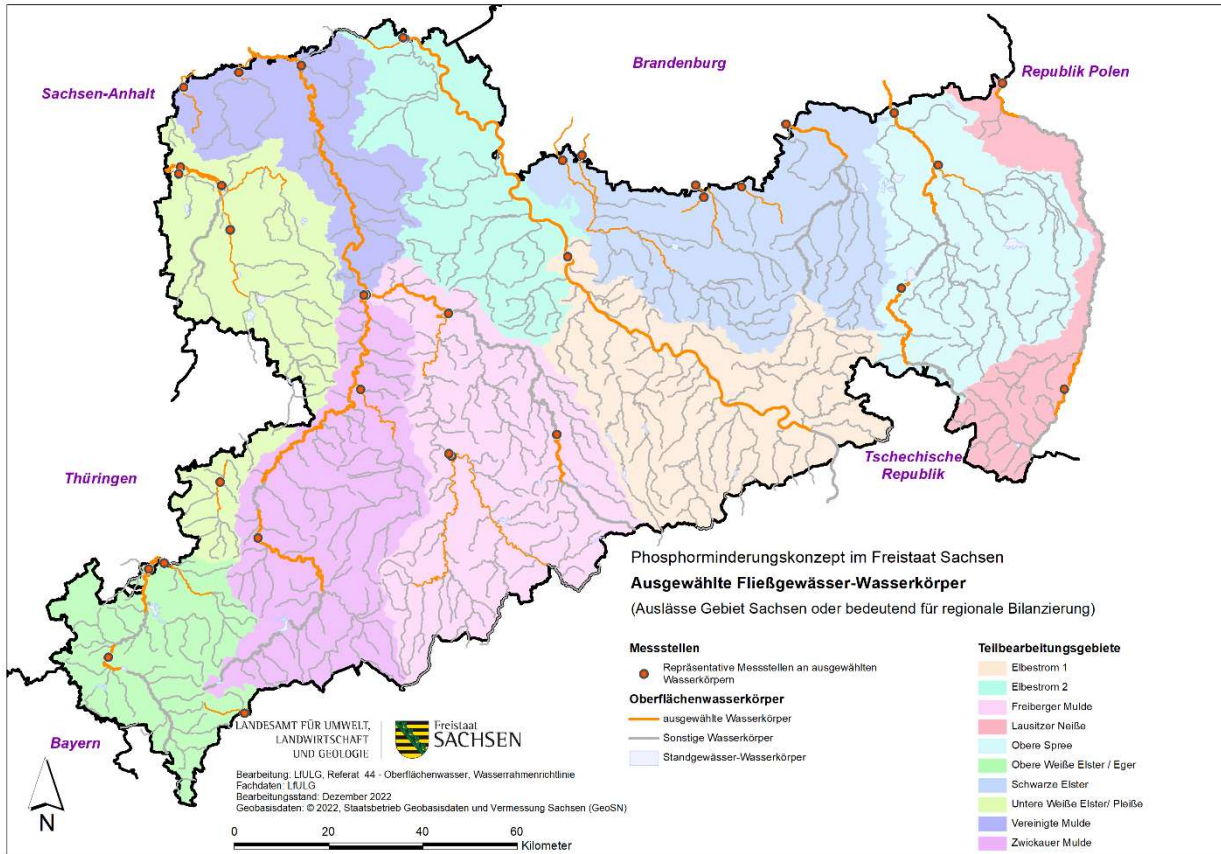 Brandenburg
Republik Polen
Sachsen-Anhalt
Thüringen
Tschechische
Republik
Bayern
N
Phosphorminderungskonzept im Freistaat Sachsen
Ausgewählte Fließgewässer-Wasserkörper
(Auslässe Gebiet Sachsen oder bedeutend für regionale Bilanzierung)
Messstellen
Repräsentative Messstellen an ausgewählten
Wasserkörpern
Oberflächenwasserkörper
ausgewählte Wasserkörper
Sonstige Wasserkörper
Standgewässer-Wasserkörper
Teilbearbeitungsgebiete
Elbestrom 1
Elbestrom 2
Freiberger Mulde
Lausitzer Neiße
Obere Spree
Obere Weiße Elster / Eger
Schwarze Elster
Untere Weiße Elster/ Pleiße
Vereinigte Mulde
Zwickauer Mulde
LANDESAMT FÜR UMWELT,
LANDWIRTSCHAFT
UND GEOLOGIE
Freistaat
SACHSEN
Bearbeitung: LfULG, Referat 44 - Oberflächenwasser, Wasserrahmenrichtlinie
Fachdaten: LfULG
Bearbeitungsstand: Dezember 2022
Geobasisdaten: © 2022, Staatsbetrieb Geobasisdaten und Vermessung Sachsen (GeoSN)
0 20 40 60
Kilometer